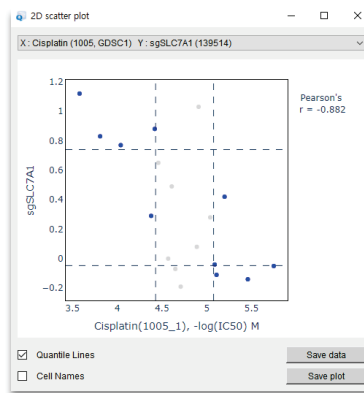 2D scatter plot
X : Cisplatin (1005, GDSC1) Y : sgSLC7A1 (139514)
1.2
1
0.8
0.6
0.4
0.2
0
−0.2
sgSLC7A1
Pearson's
r = -0.882
3.5 4 4.5 5 5.5
Cisplatin(1005_1), -log(IC50) M
Quantile Lines
Save data
Cell Names
Save plot